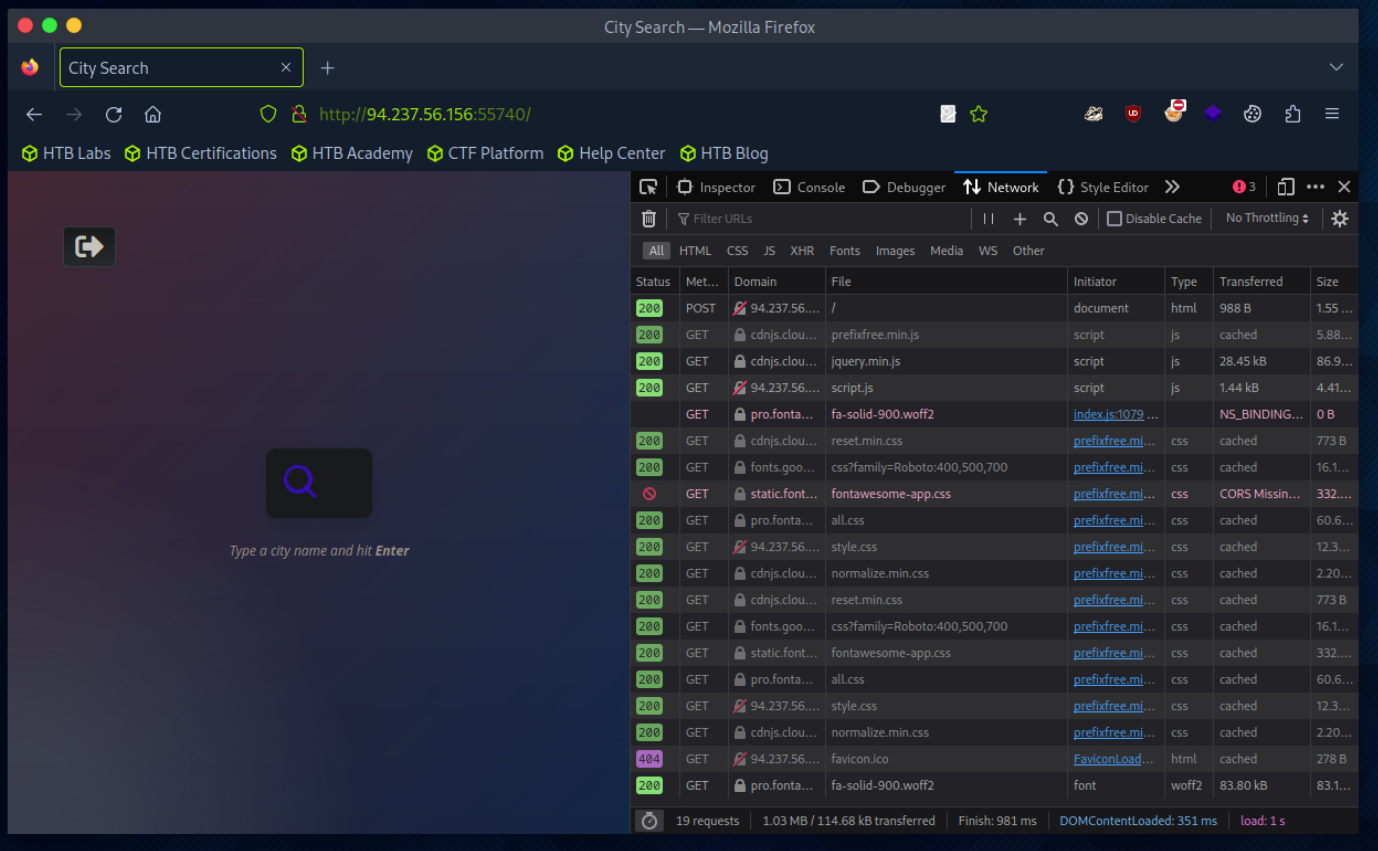 City Search — Mozilla Firefox
City Search
http://94.237.56.156:55740/
HTB Labs HTB Certifications HTB Academy CTF Platform Help Center HTB Blog
Inspector Console Debugger Network Style Editor 3
Filter URLs Disable Cache No Throttling
All HTML CSS JS XHR Fonts Images Media WS Other
Status Met... Domain File Initiator Type Transferred Size
200 POST 94.237.56.... / document html 988 B 1.55 ...
200 GET cdnjs.clou... prefixfree.min.js script js cached 5.88...
200 GET cdnjs.clou... jquery.min.js script js 28.45 kB 86.9...
200 GET 94.237.56.... script.js script js 1.44 kB 4.41...
GET pro.fonta... fa-solid-900.woff2 index.js:1079 ... NS_BINDING... 0 B
200 GET cdnjs.clou... reset.min.css prefixfree.mi... css cached 773 B
200 GET fonts.goo... css?family=Roboto:400,500,700 prefixfree.mi... css cached 16.1...
GET static.font... fontawesome-app.css prefixfree.mi... css CORS Missin... 332....
200 GET pro.fonta... all.css prefixfree.mi... css cached 60.6...
200 GET 94.237.56.... style.css prefixfree.mi... css cached 12.3...
200 GET cdnjs.clou... normalize.min.css prefixfree.mi... css cached 2.20...
200 GET cdnjs.clou... reset.min.css prefixfree.mi... css cached 773 B
200 GET fonts.goo... css?family=Roboto:400,500,700 prefixfree.mi... css cached 16.1...
200 GET static.font... fontawesome-app.css prefixfree.mi... css cached 332....
200 GET pro.fonta... all.css prefixfree.mi... css cached 60.6...
200 GET 94.237.56.... style.css prefixfree.mi... css cached 12.3...
200 GET cdnjs.clou... normalize.min.css prefixfree.mi... css cached 2.20...
404 GET 94.237.56.... favicon.ico FaviconLoad... html cached 278 B
200 GET pro.fonta... fa-solid-900.woff2 font woff2 83.80 kB 83.1...
19 requests 1.03 MB / 114.68 kB transferred Finish: 981 ms DOMContentLoaded: 351 ms load: 1 s
Type a city name and hit Enter